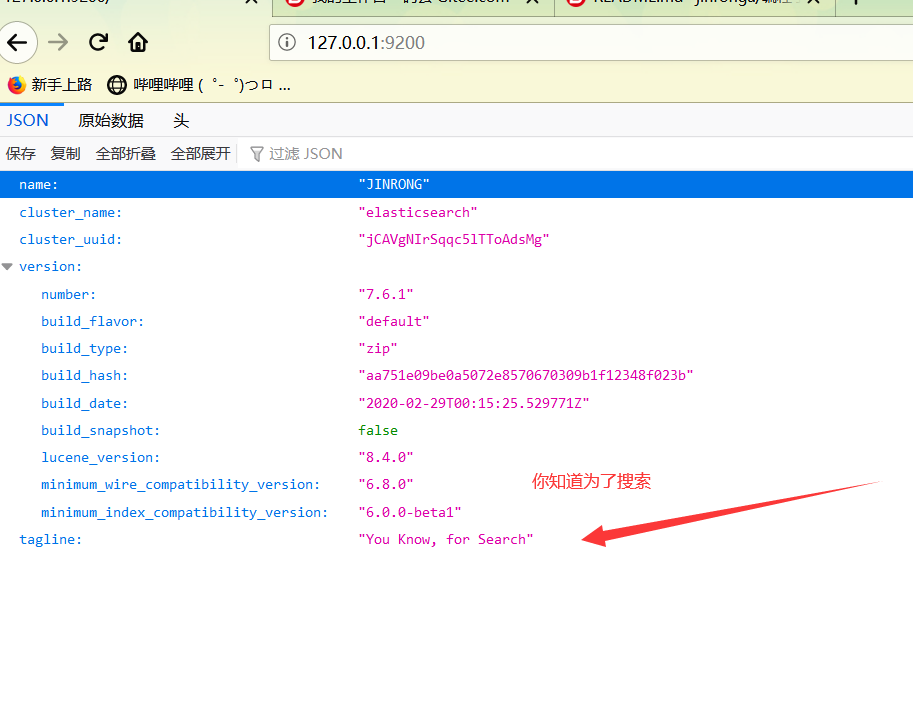 127.0.0.1:9200
新手上路 哔哩哔哩 ( ゜- ゜)つロ ...
JSON 原始数据 头
保存 复制 全部折叠 全部展开 过滤 JSON
name: "JINRONG"
cluster_name: "elasticsearch"
cluster_uuid: "jCAVgNIrSqqc5lTToAdsMg"
version:
number: "7.6.1"
build_flavor: "default"
build_type: "zip"
build_hash: "aa751e09be0a5072e8570670309b1f12348f023b"
build_date: "2020-02-29T00:15:25.529771Z"
build_snapshot: false
lucene_version: "8.4.0"
你知道为了搜索
minimum_wire_compatibility_version: "6.8.0"
minimum_index_compatibility_version: "6.0.0-beta1"
tagline: "You Know, for Search"